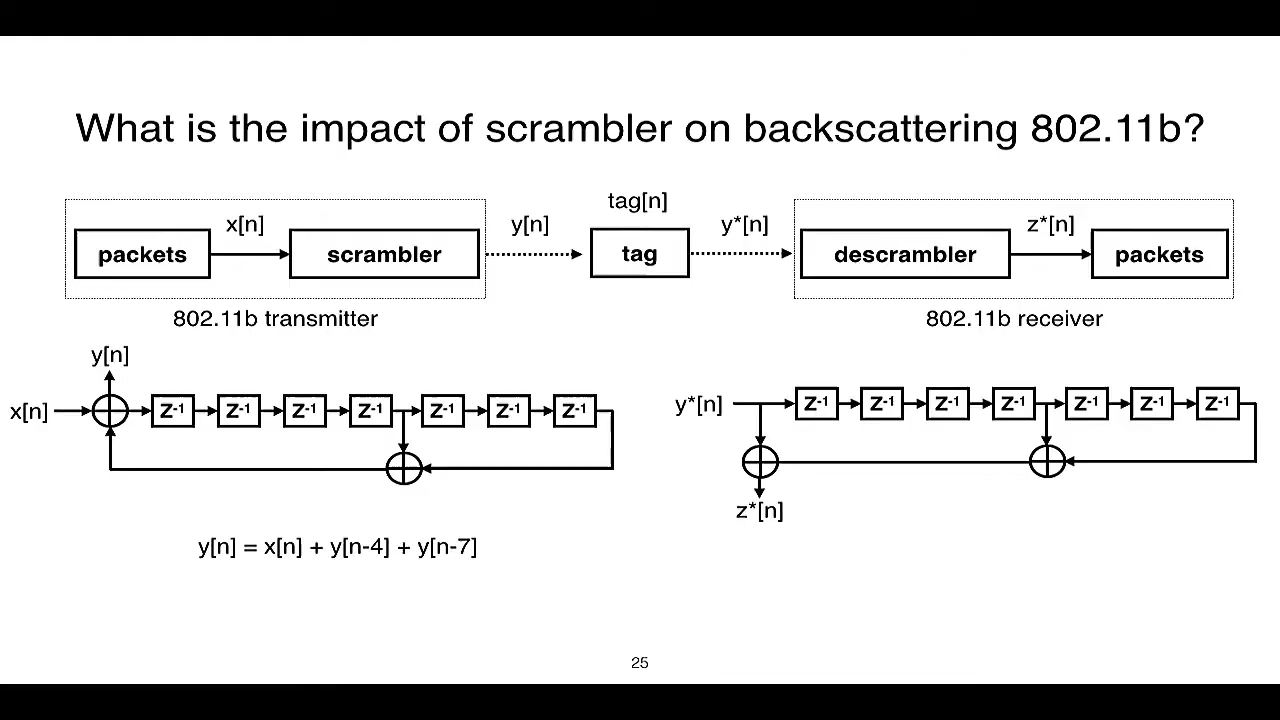 What is the impact of scrambler on backscattering 802.11b?
tag[n]
x[n] y[n] y*[n] z*[n]
packets scrambler tag descrambler packets
802.11b transmitter 802.11b receiver
y[n]
x[n] Z-1 Z-1 Z-1 Z-1 Z-1 Z-1 Z-1
y*[n] Z-1 Z-1 Z-1 Z-1 Z-1 Z-1 Z-1
z*[n]
y[n] = x[n] + y[n-4] + y[n-7]
25